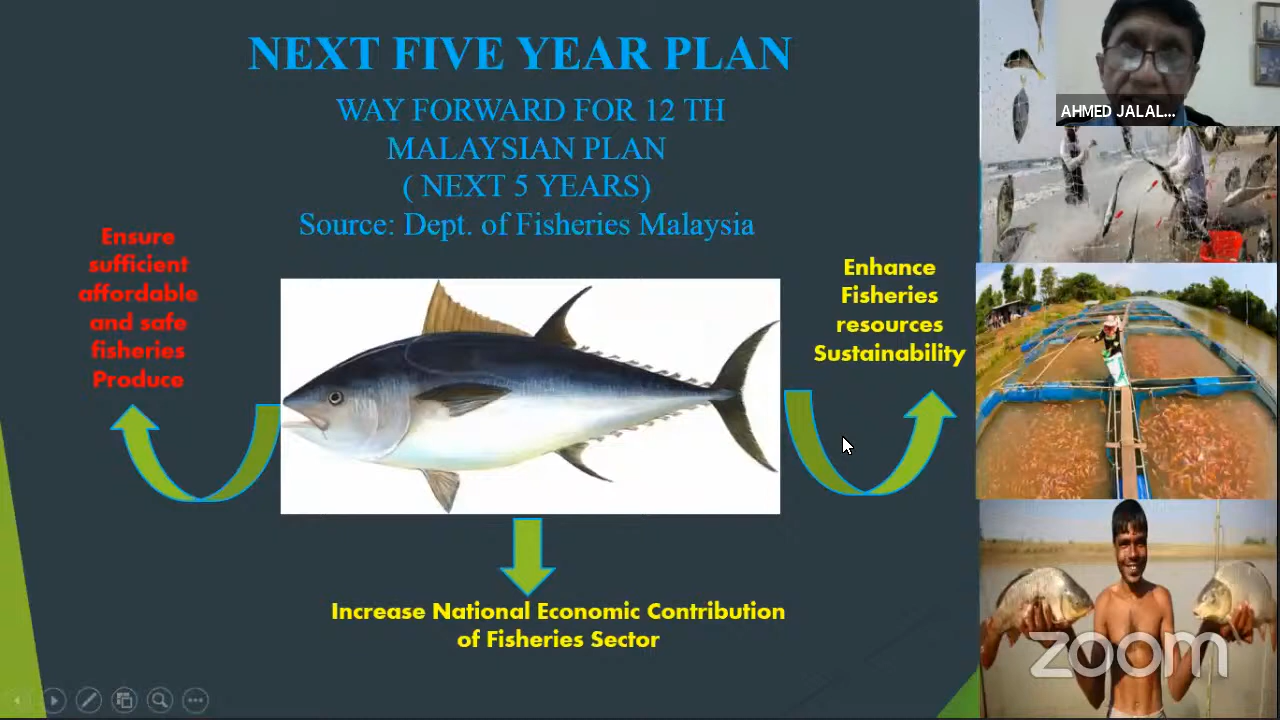 NEXT FIVE YEAR PLAN
WAY FORWARD FOR 12 TH
MALAYSIAN PLAN
( NEXT 5 YEARS)
Source: Dept. of Fisheries Malaysia
Ensure
sufficient
affordable
and safe
fisheries
Produce
Enhance
Fisheries
resources
Sustainability
Increase National Economic Contribution
of Fisheries Sector
AHMED JALAL...
zoom